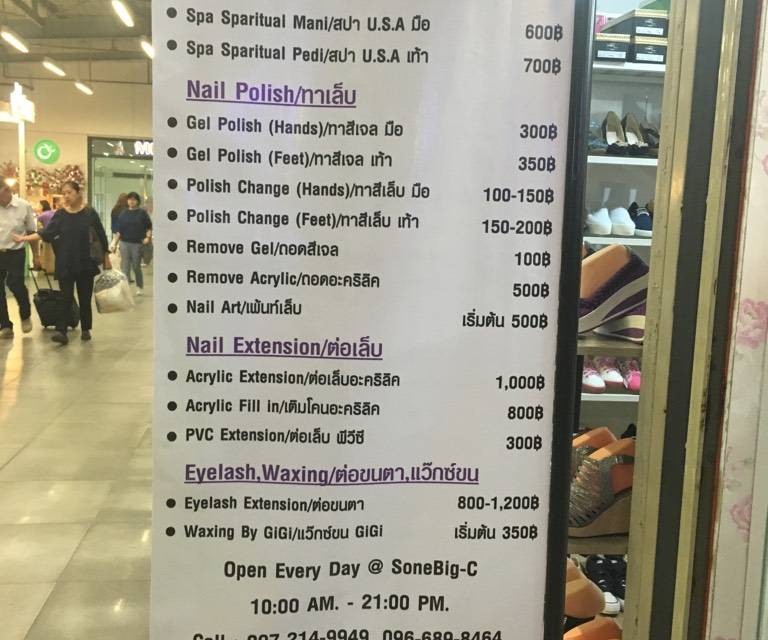 • Spa Sparitual Mani/สปา U.S.A มือ 600฿
• Spa Sparitual Pedi/สปา U.S.A เท้า 700฿
Nail Polish/ทาเล็บ
• Gel Polish (Hands)/ทาสีเจล มือ 300฿
• Gel Polish (Feet)/ทาสีเจล เท้า 350฿
• Polish Change (Hands)/ทาสีเล็บ มือ 100-150฿
• Polish Change (Feet)/ทาสีเล็บ เท้า 150-200฿
• Remove Gel/ถอดสีเจล 100฿
• Remove Acrylic/ถอดอะคริลิค 500฿
• Nail Art/เพ้นท์เล็บ เริ่มต้น 500฿
Nail Extension/ต่อเล็บ
• Acrylic Extension/ต่อเล็บอะคริลิค 1,000฿
• Acrylic Fill in/เติมโคนอะคริลิค 800฿
• PVC Extension/ต่อเล็บ พีวีซี 300฿
Eyelash,Waxing/ต่อขนตา,แว๊กซ์ขน
• Eyelash Extension/ต่อขนตา 800-1,200฿
• Waxing By GiGi/แว๊กซ์ขน GiGi เริ่มต้น 350฿
Open Every Day @ SoneBig-C
10:00 AM. - 21:00 PM.
Call : 097-214-9949, 096-689-8464